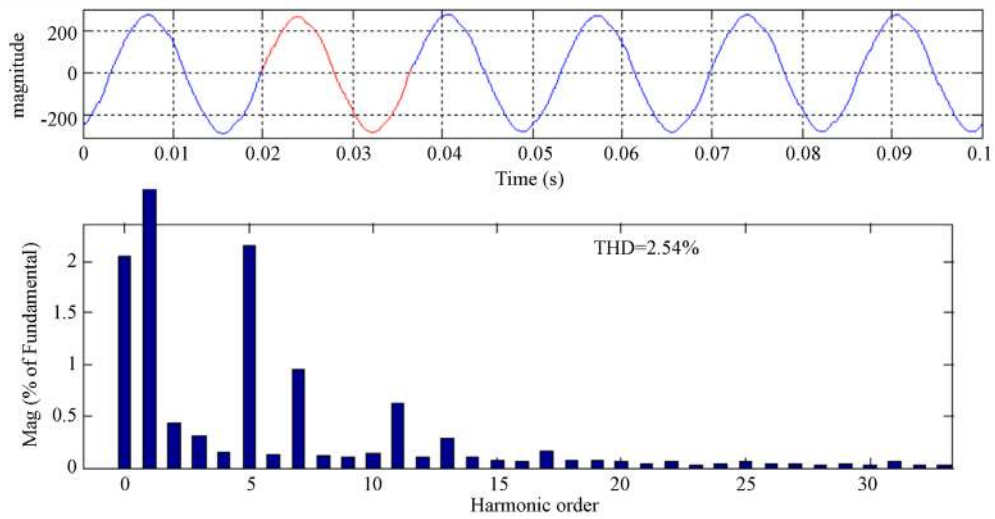 magnitude
200
0
-200
0 0.01 0.02 0.03 0.04 0.05 0.06 0.07 0.08 0.09 0.1
Time (s)
Mag (% of Fundamental)
THD=2.54%
2
1.5
1
0.5
0
0 5 10 15 20 25 30
Harmonic order